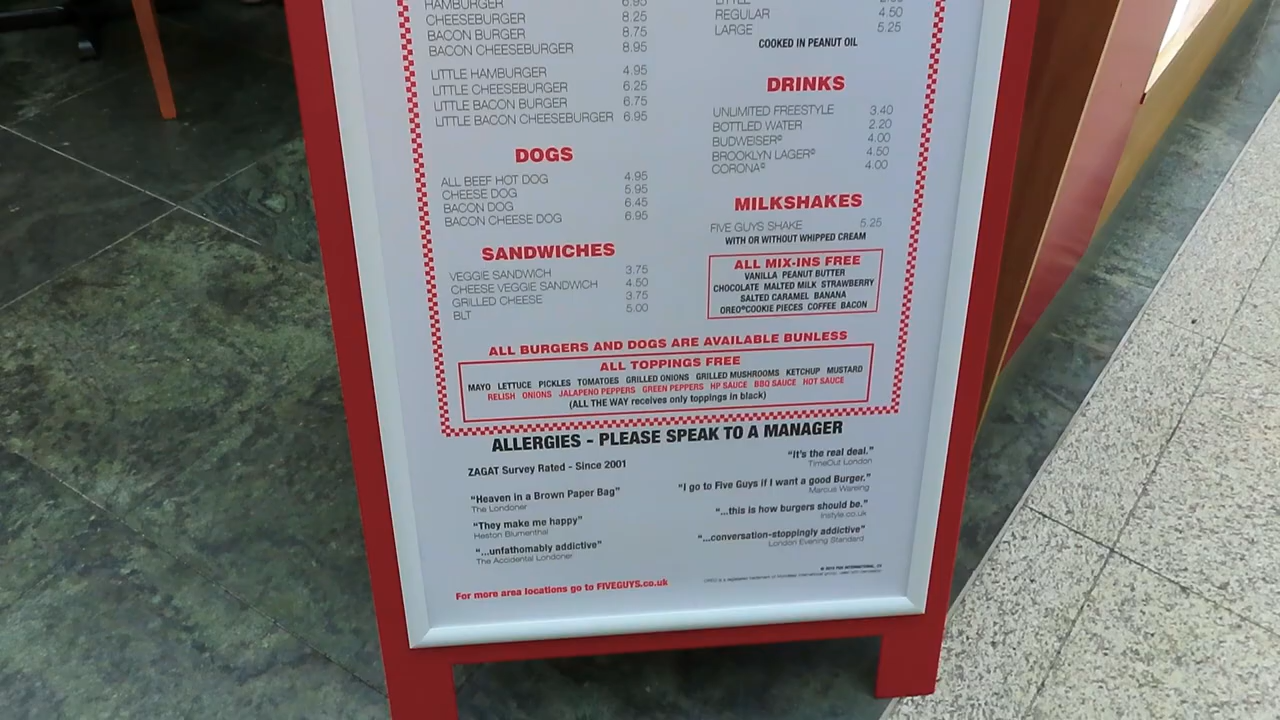 HAMBURGER 6.95
CHEESEBURGER 8.25
BACON BURGER 8.75
BACON CHEESEBURGER 8.95
LITTLE HAMBURGER 4.95
LITTLE CHEESEBURGER 6.25
LITTLE BACON BURGER 6.75
LITTLE BACON CHEESEBURGER 6.95
DOGS
ALL BEEF HOT DOG 4.95
CHEESE DOG 5.95
BACON DOG 6.45
BACON CHEESE DOG 6.95
SANDWICHES
VEGGIE SANDWICH 3.75
CHEESE VEGGIE SANDWICH 4.50
GRILLED CHEESE 3.75
BLT 5.00
LITTLE
REGULAR 4.50
LARGE 5.25
COOKED IN PEANUT OIL
DRINKS
UNLIMITED FREESTYLE 3.40
BOTTLED WATER 2.20
BUDWEISER® 4.00
BROOKLYN LAGER® 4.50
CORONA® 4.00
MILKSHAKES
FIVE GUYS SHAKE 5.25
WITH OR WITHOUT WHIPPED CREAM
ALL MIX-INS FREE
VANILLA PEANUT BUTTER
CHOCOLATE MALTED MILK STRAWBERRY
SALTED CARAMEL BANANA
OREO®COOKIE PIECES COFFEE BACON
ALL BURGERS AND DOGS ARE AVAILABLE BUNLESS
ALL TOPPINGS FREE
MAYO LETTUCE PICKLES TOMATOES GRILLED ONIONS GRILLED MUSHROOMS KETCHUP MUSTARD
RELISH ONIONS JALAPENO PEPPERS GREEN PEPPERS HP SAUCE BBQ SAUCE HOT SAUCE
(ALL THE WAY receives only toppings in black)
ALLERGIES - PLEASE SPEAK TO A MANAGER
ZAGAT Survey Rated - Since 2001
"Heaven in a Brown Paper Bag"
The Londoner
"They make me happy"
Heston Blumenthal
"...unfathomably addictive"
The Accidental Londoner
"It's the real deal."
TimeOut London
"I go to Five Guys if I want a good Burger."
Marcus Wareing
"...this is how burgers should be."
Instyle.co.uk
"...conversation-stoppingly addictive"
London Evening Standard
For more area locations go to FIVEGUYS.co.uk